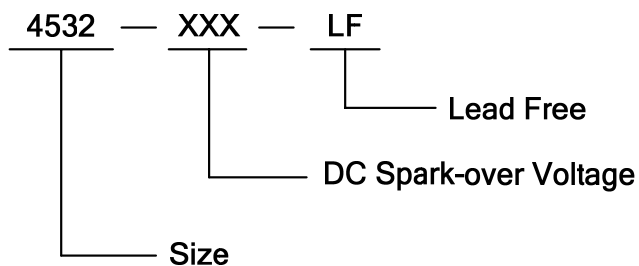 4532 — XXX — LF
Lead Free
DC Spark-over Voltage
Size